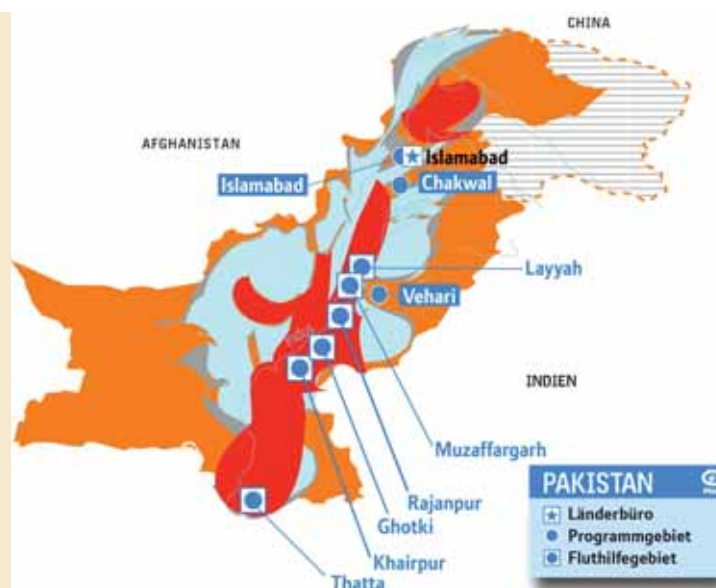 CHINA
AFGHANISTAN
Islamabad
Islamabad
Chakwal
Layyah
Vehari
INDIEN
Muzaffargarh
Rajanpur
Ghotki
Khairpur
Thatta
PAKISTAN
Länderbüro
Programmgebiet
Fluthilfegebiet